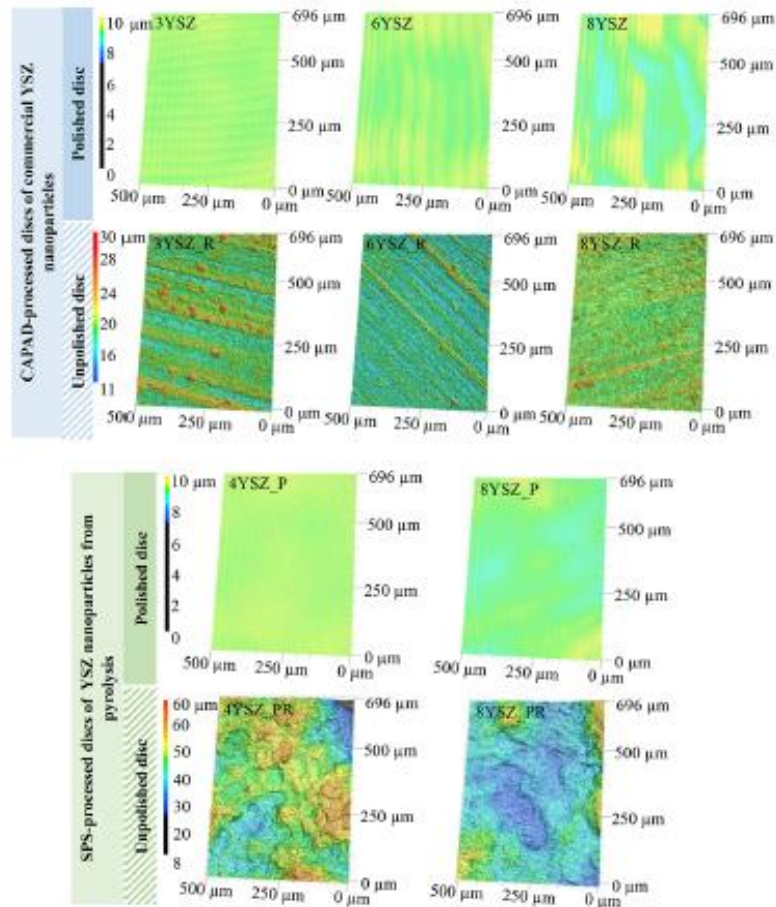 CAPAD-processed discs of commercial YSZ
nanoparticles
Polished disc
10 μm
8
6
4
2
0
3YSZ
696 μm
500 μm
250 μm
0 μm
500 μm
250 μm
0 μm
6YSZ
696 μm
500 μm
250 μm
0 μm
500 μm
250 μm
0 μm
8YSZ
696 μm
500 μm
250 μm
0 μm
500 μm
250 μm
0 μm
Unpolished disc
30 μm
28
24
20
16
11
3YSZ_R
696 μm
500 μm
250 μm
0 μm
500 μm
250 μm
0 μm
6YSZ_R
696 μm
500 μm
250 μm
0 μm
500 μm
250 μm
0 μm
8YSZ_R
696 μm
500 μm
250 μm
0 μm
500 μm
250 μm
0 μm
SPS-processed discs of YSZ nanoparticles from
pyrolysis
Polished disc
10 μm
8
6
4
2
0
4YSZ_P
696 μm
500 μm
250 μm
0 μm
500 μm
250 μm
0 μm
8YSZ_P
696 μm
500 μm
250 μm
0 μm
500 μm
250 μm
0 μm
Unpolished disc
60 μm
60
50
40
30
20
8
4YSZ_PR
696 μm
500 μm
250 μm
0 μm
500 μm
250 μm
0 μm
8YSZ_PR
696 μm
500 μm
250 μm
0 μm
500 μm
250 μm
0 μm